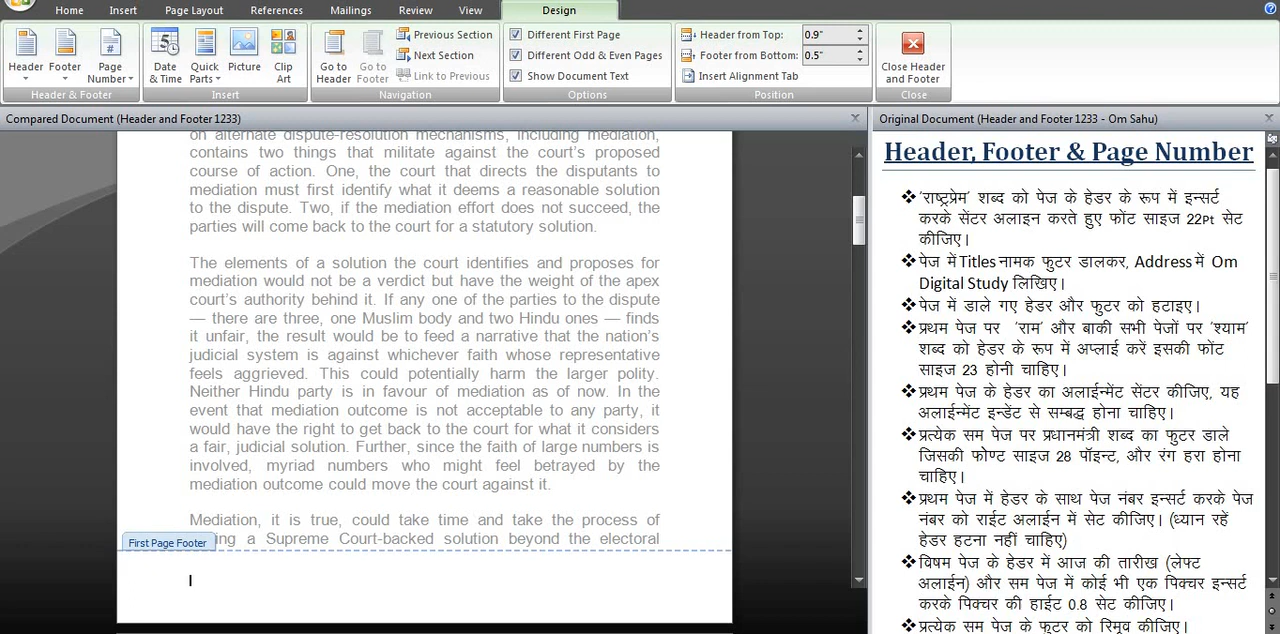 Home Insert Page Layout References Mailings Review View Design
Header Footer Page Number Date & Time Quick Parts Picture Clip Art Go to Header Go to Footer Previous Section Next Section Link to Previous
Different First Page
Different Odd & Even Pages
Show Document Text
Header from Top: 0.9"
Footer from Bottom: 0.5"
Insert Alignment Tab
Close Header and Footer
Header & Footer Insert Navigation Options Position Close
Compared Document (Header and Footer 1233)
on alternate dispute-resolution mechanisms, including mediation,
contains two things that militate against the court's proposed
course of action. One, the court that directs the disputants to
mediation must first identify what it deems a reasonable solution
to the dispute. Two, if the mediation effort does not succeed, the
parties will come back to the court for a statutory solution.
The elements of a solution the court identifies and proposes for
mediation would not be a verdict but have the weight of the apex
court's authority behind it. If any one of the parties to the dispute
— there are three, one Muslim body and two Hindu ones — finds
it unfair, the result would be to feed a narrative that the nation's
judicial system is against whichever faith whose representative
feels aggrieved. This could potentially harm the larger polity.
Neither Hindu party is in favour of mediation as of now. In the
event that mediation outcome is not acceptable to any party, it
would have the right to get back to the court for what it considers
a fair, judicial solution. Further, since the faith of large numbers is
involved, myriad numbers who might feel betrayed by the
mediation outcome could move the court against it.
Mediation, it is true, could take time and take the process of
a Supreme Court-backed solution beyond the electoral
First Page Footer
Original Document (Header and Footer 1233 - Om Sahu)
Header, Footer & Page Number
❖'राष्ट्रप्रेम' शब्द को पेज के हेडर के रूप में इन्सर्ट
करके सेंटर अलाइन करते हुए फोंट साइज 22Pt सेट
कीजिए।
❖पेज में Titles नामक फुटर डालकर, Address में Om
Digital Study लिखिए।
❖पेज में डाले गए हेडर और फुटर को हटाइए।
❖प्रथम पेज पर 'राम' और बाकी सभी पेजों पर 'श्याम'
शब्द को हेडर के रूप में अप्लाई करें इसकी फोंट
साइज 23 होनी चाहिए।
❖प्रथम पेज के हेडर का अलाईन्मेंट सेंटर कीजिए, यह
अलाईन्मेंट इन्डेंट से सम्बद्ध होना चाहिए।
❖प्रत्येक सम पेज पर प्रधानमंत्री शब्द का फुटर डाले
जिसकी फोण्ट साइज 28 पॉइन्ट, और रंग हरा होना
चाहिए।
❖प्रथम पेज में हेडर के साथ पेज नंबर इन्सर्ट करके पेज
नंबर को राईट अलाईन में सेट कीजिए। (ध्यान रहें
हेडर हटना नहीं चाहिए)
❖विषम पेज के हेडर में आज की तारीख (लेफ्ट
अलाईन) और सम पेज में कोई भी एक पिक्चर इन्सर्ट
करके पिक्चर की हाईट 0.8 सेट कीजिए।
❖प्रत्येक सम पेज के फुटर को रिमूव कीजिए।